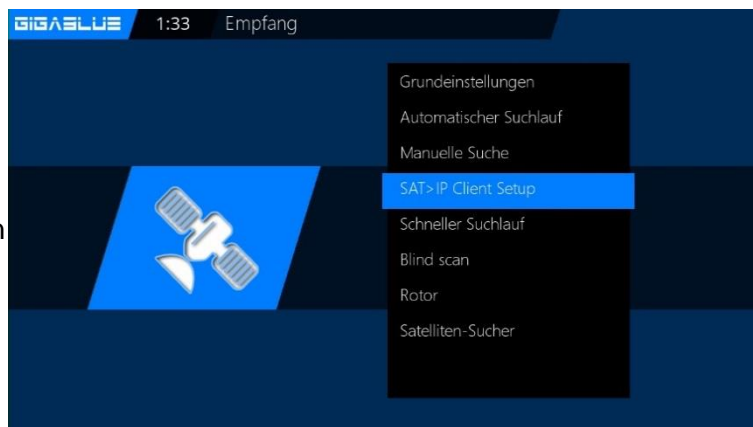 GIGABLUE 1:33 Empfang
Grundeinstellungen
Automatischer Suchlauf
Manuelle Suche
SAT>IP Client Setup
n
Schneller Suchlauf
Blind scan
Rotor
Satelliten-Sucher